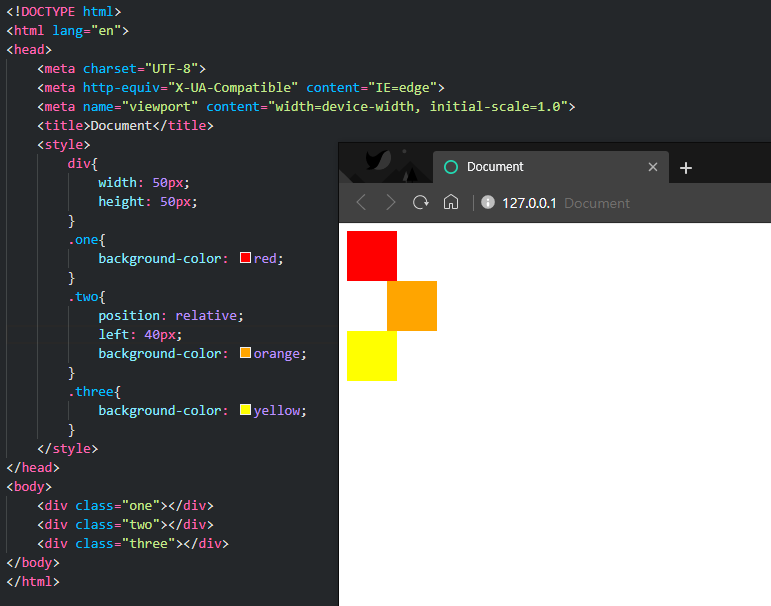 <!DOCTYPE html>
<html lang="en">
<head>
    <meta charset="UTF-8">
    <meta http-equiv="X-UA-Compatible" content="IE=edge">
    <meta name="viewport" content="width=device-width, initial-scale=1.0">
    <title>Document</title>
    <style>
        div{
            width: 50px;
            height: 50px;
        }
        .one{
            background-color: red;
        }
        .two{
            position: relative;
            left: 40px;
            background-color: orange;
        }
        .three{
            background-color: yellow;
        }
    </style>
</head>
<body>
    <div class="one"></div>
    <div class="two"></div>
    <div class="three"></div>
</body>
</html>
Document
127.0.0.1 Document